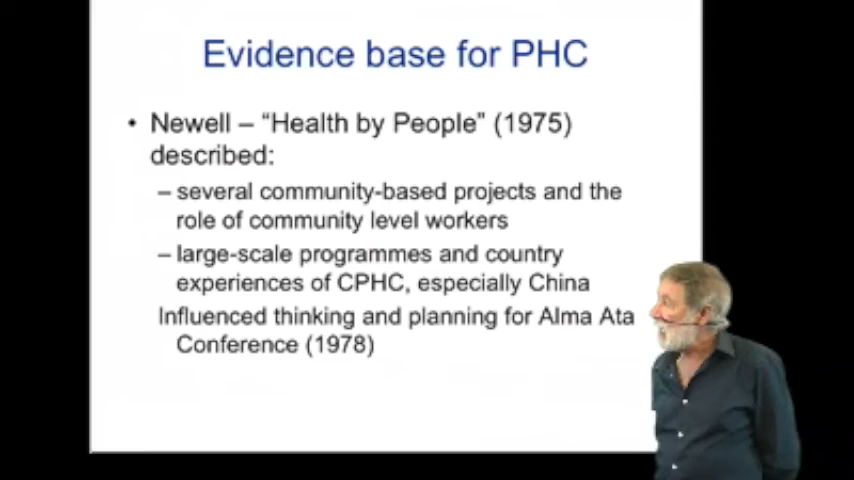 Evidence base for PHC
• Newell – “Health by People” (1975)
described:
– several community-based projects and the
role of community level workers
– large-scale programmes and country
experiences of CPHC, especially China
Influenced thinking and planning for Alma Ata
Conference (1978)